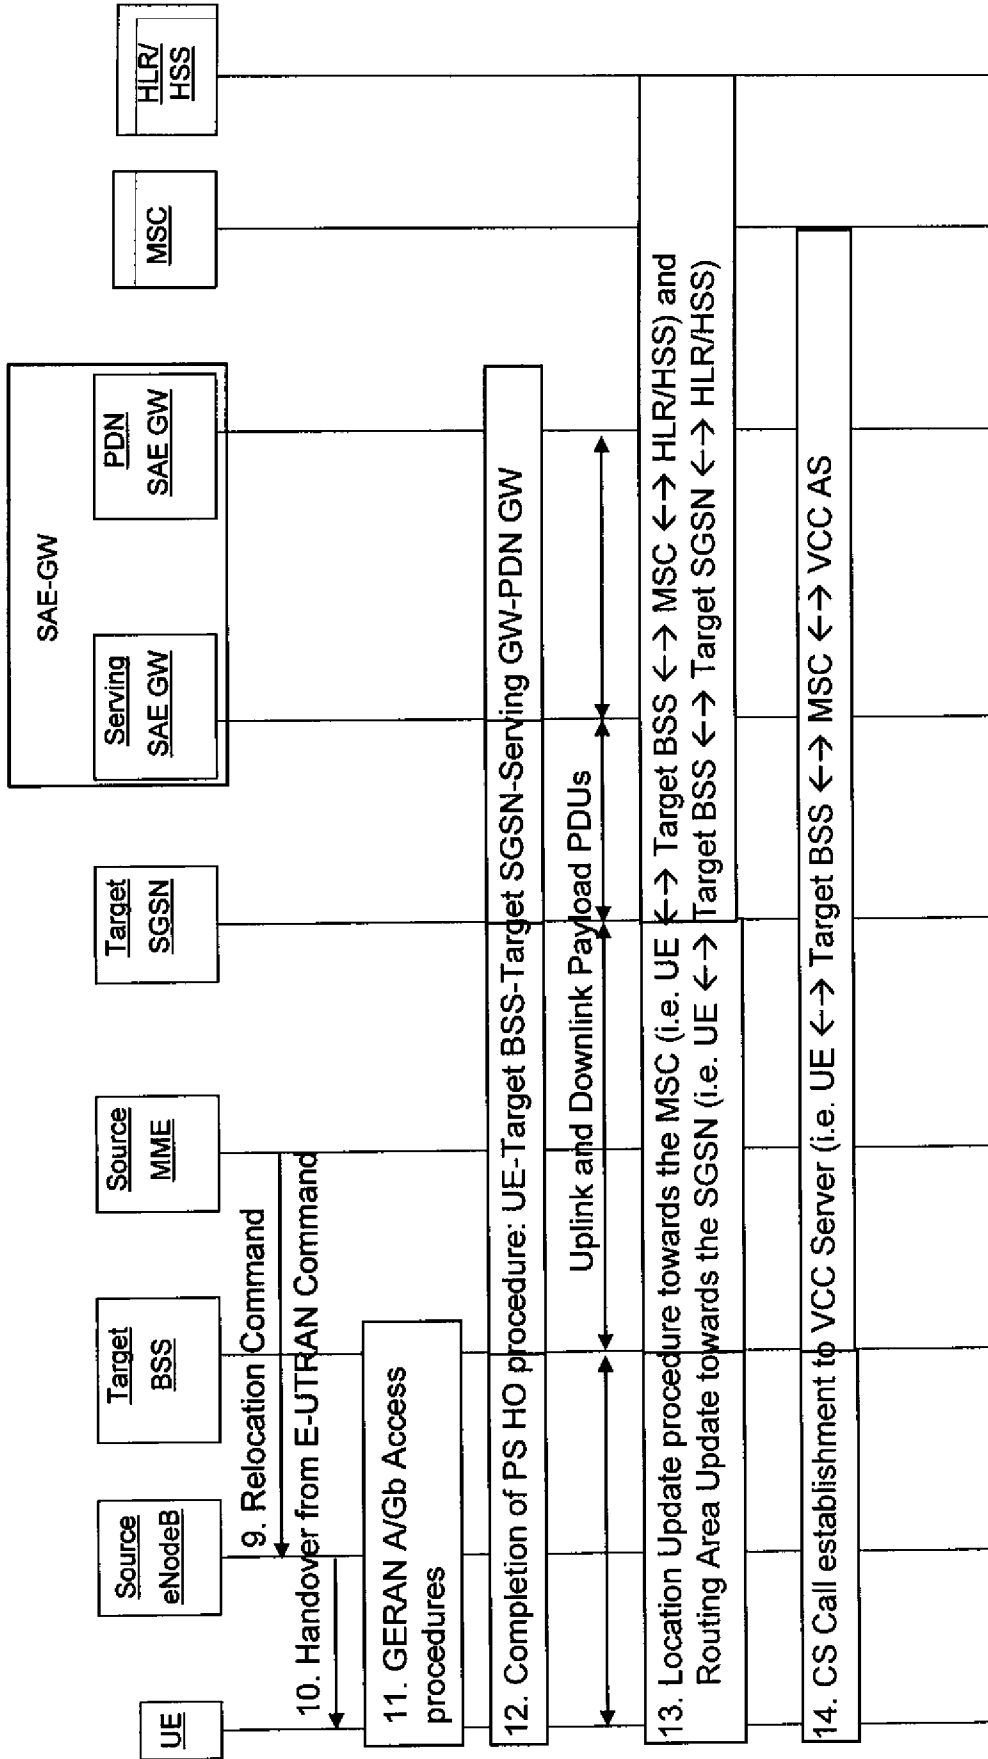 UE
Source
eNodeB
Target
BSS
Source
MME
Target
SGSN
SAE-GW
Serving
SAE GW
PDN
SAE GW
MSC
HLR/
HSS
9. Relocation Command
10. Handover from E-UTRAN Command
11. GERAN A/Gb Access
procedures
12. Completion of PS HO procedure: UE-Target BSS-Target SGSN-Serving GW-PDN GW
Uplink and Downlink Payload PDUs
13. Location Update procedure towards the MSC (i.e. UE ←→ Target BSS ←→ MSC ←→ HLR/HSS) and
Routing Area Update towards the SGSN (i.e. UE ←→ Target BSS ←→ Target SGSN ←→ HLR/HSS)
14. CS Call establishment to VCC Server (i.e. UE ←→ Target BSS ←→ MSC ←→ VCC AS